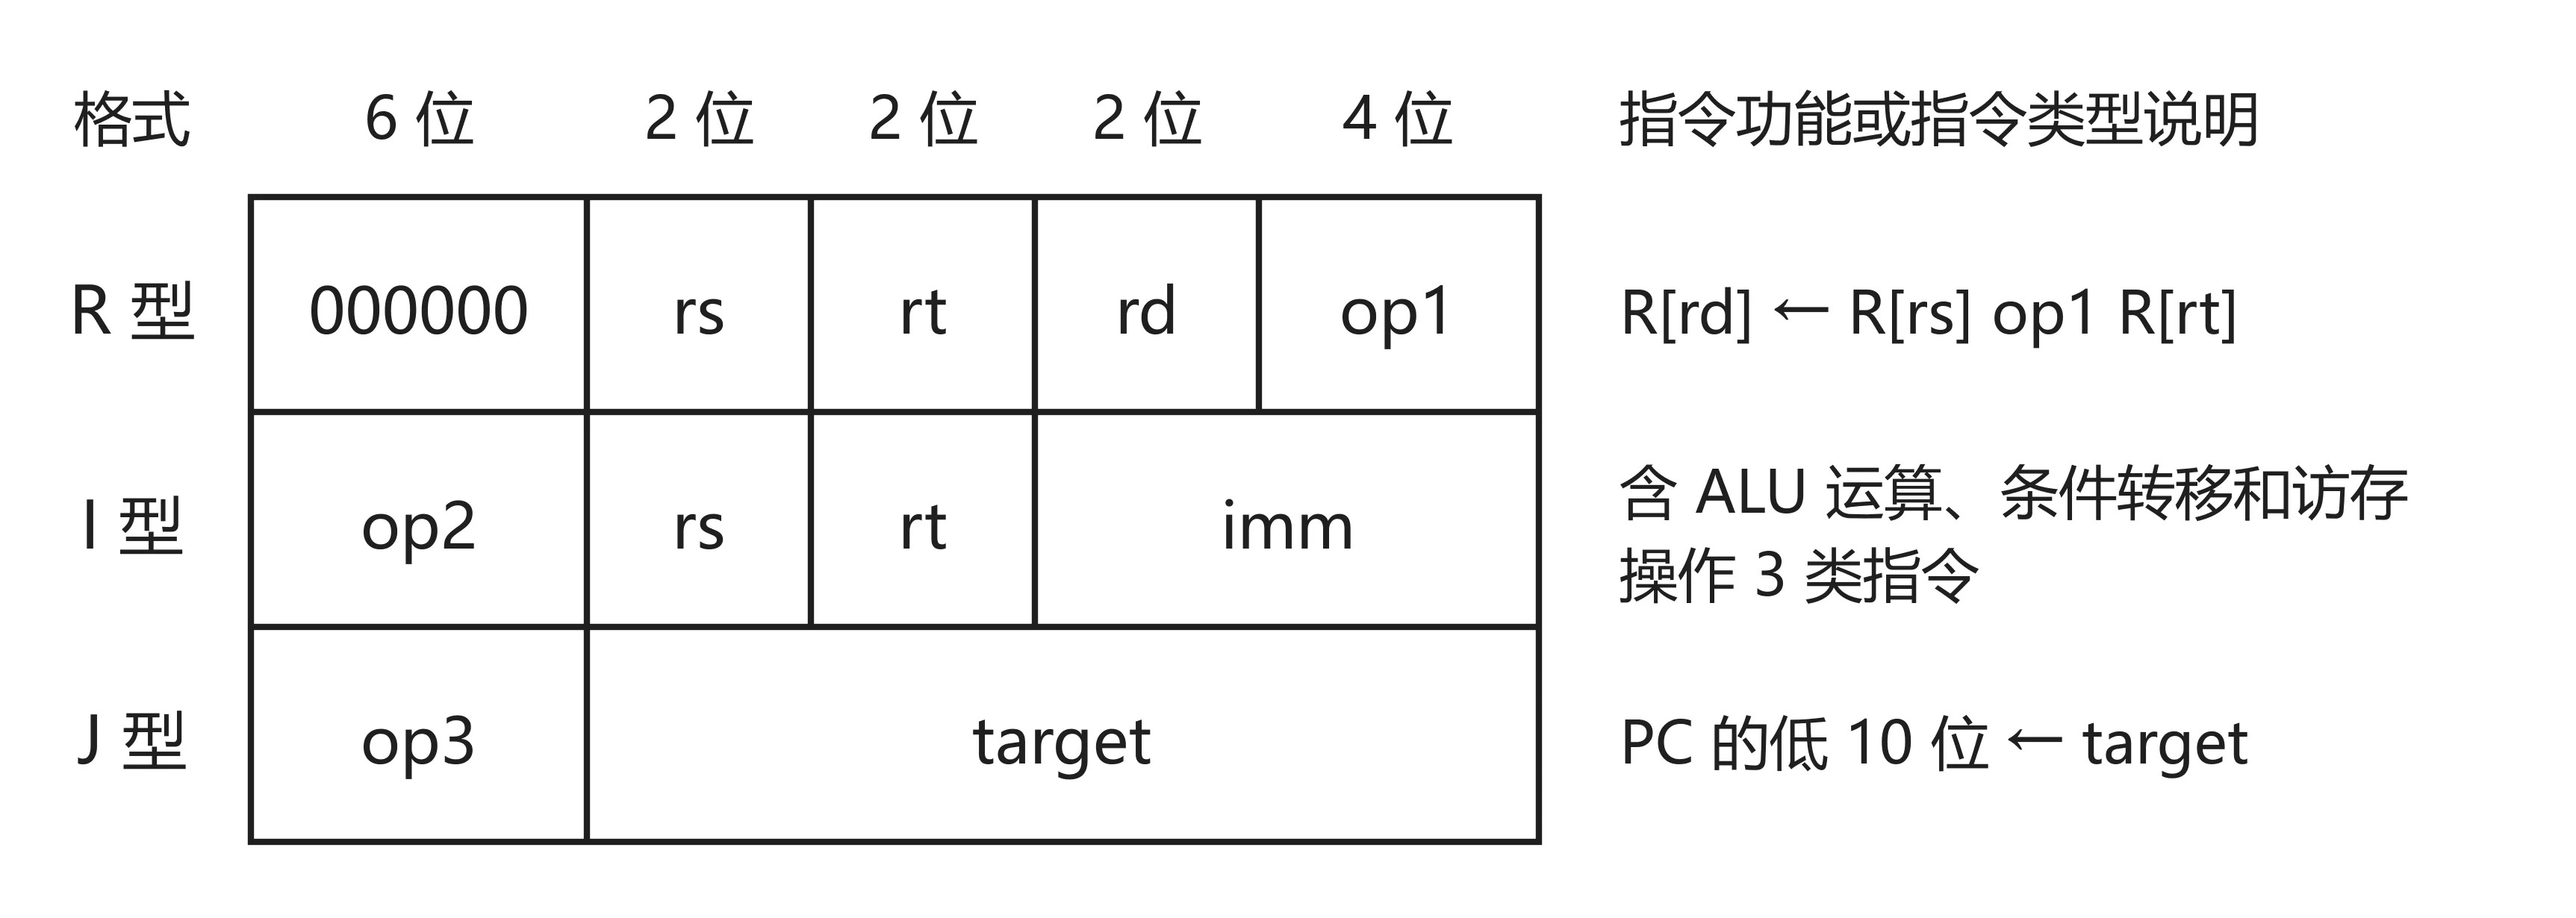 格式 6 位 2 位 2 位 2 位 4 位 指令功能或指令类型说明
R 型 000000 rs rt rd op1 R[rd] ← R[rs] op1 R[rt]
I 型 op2 rs rt imm 含 ALU 运算、条件转移和访存
操作 3 类指令
J 型 op3 target PC 的低 10 位 ← target